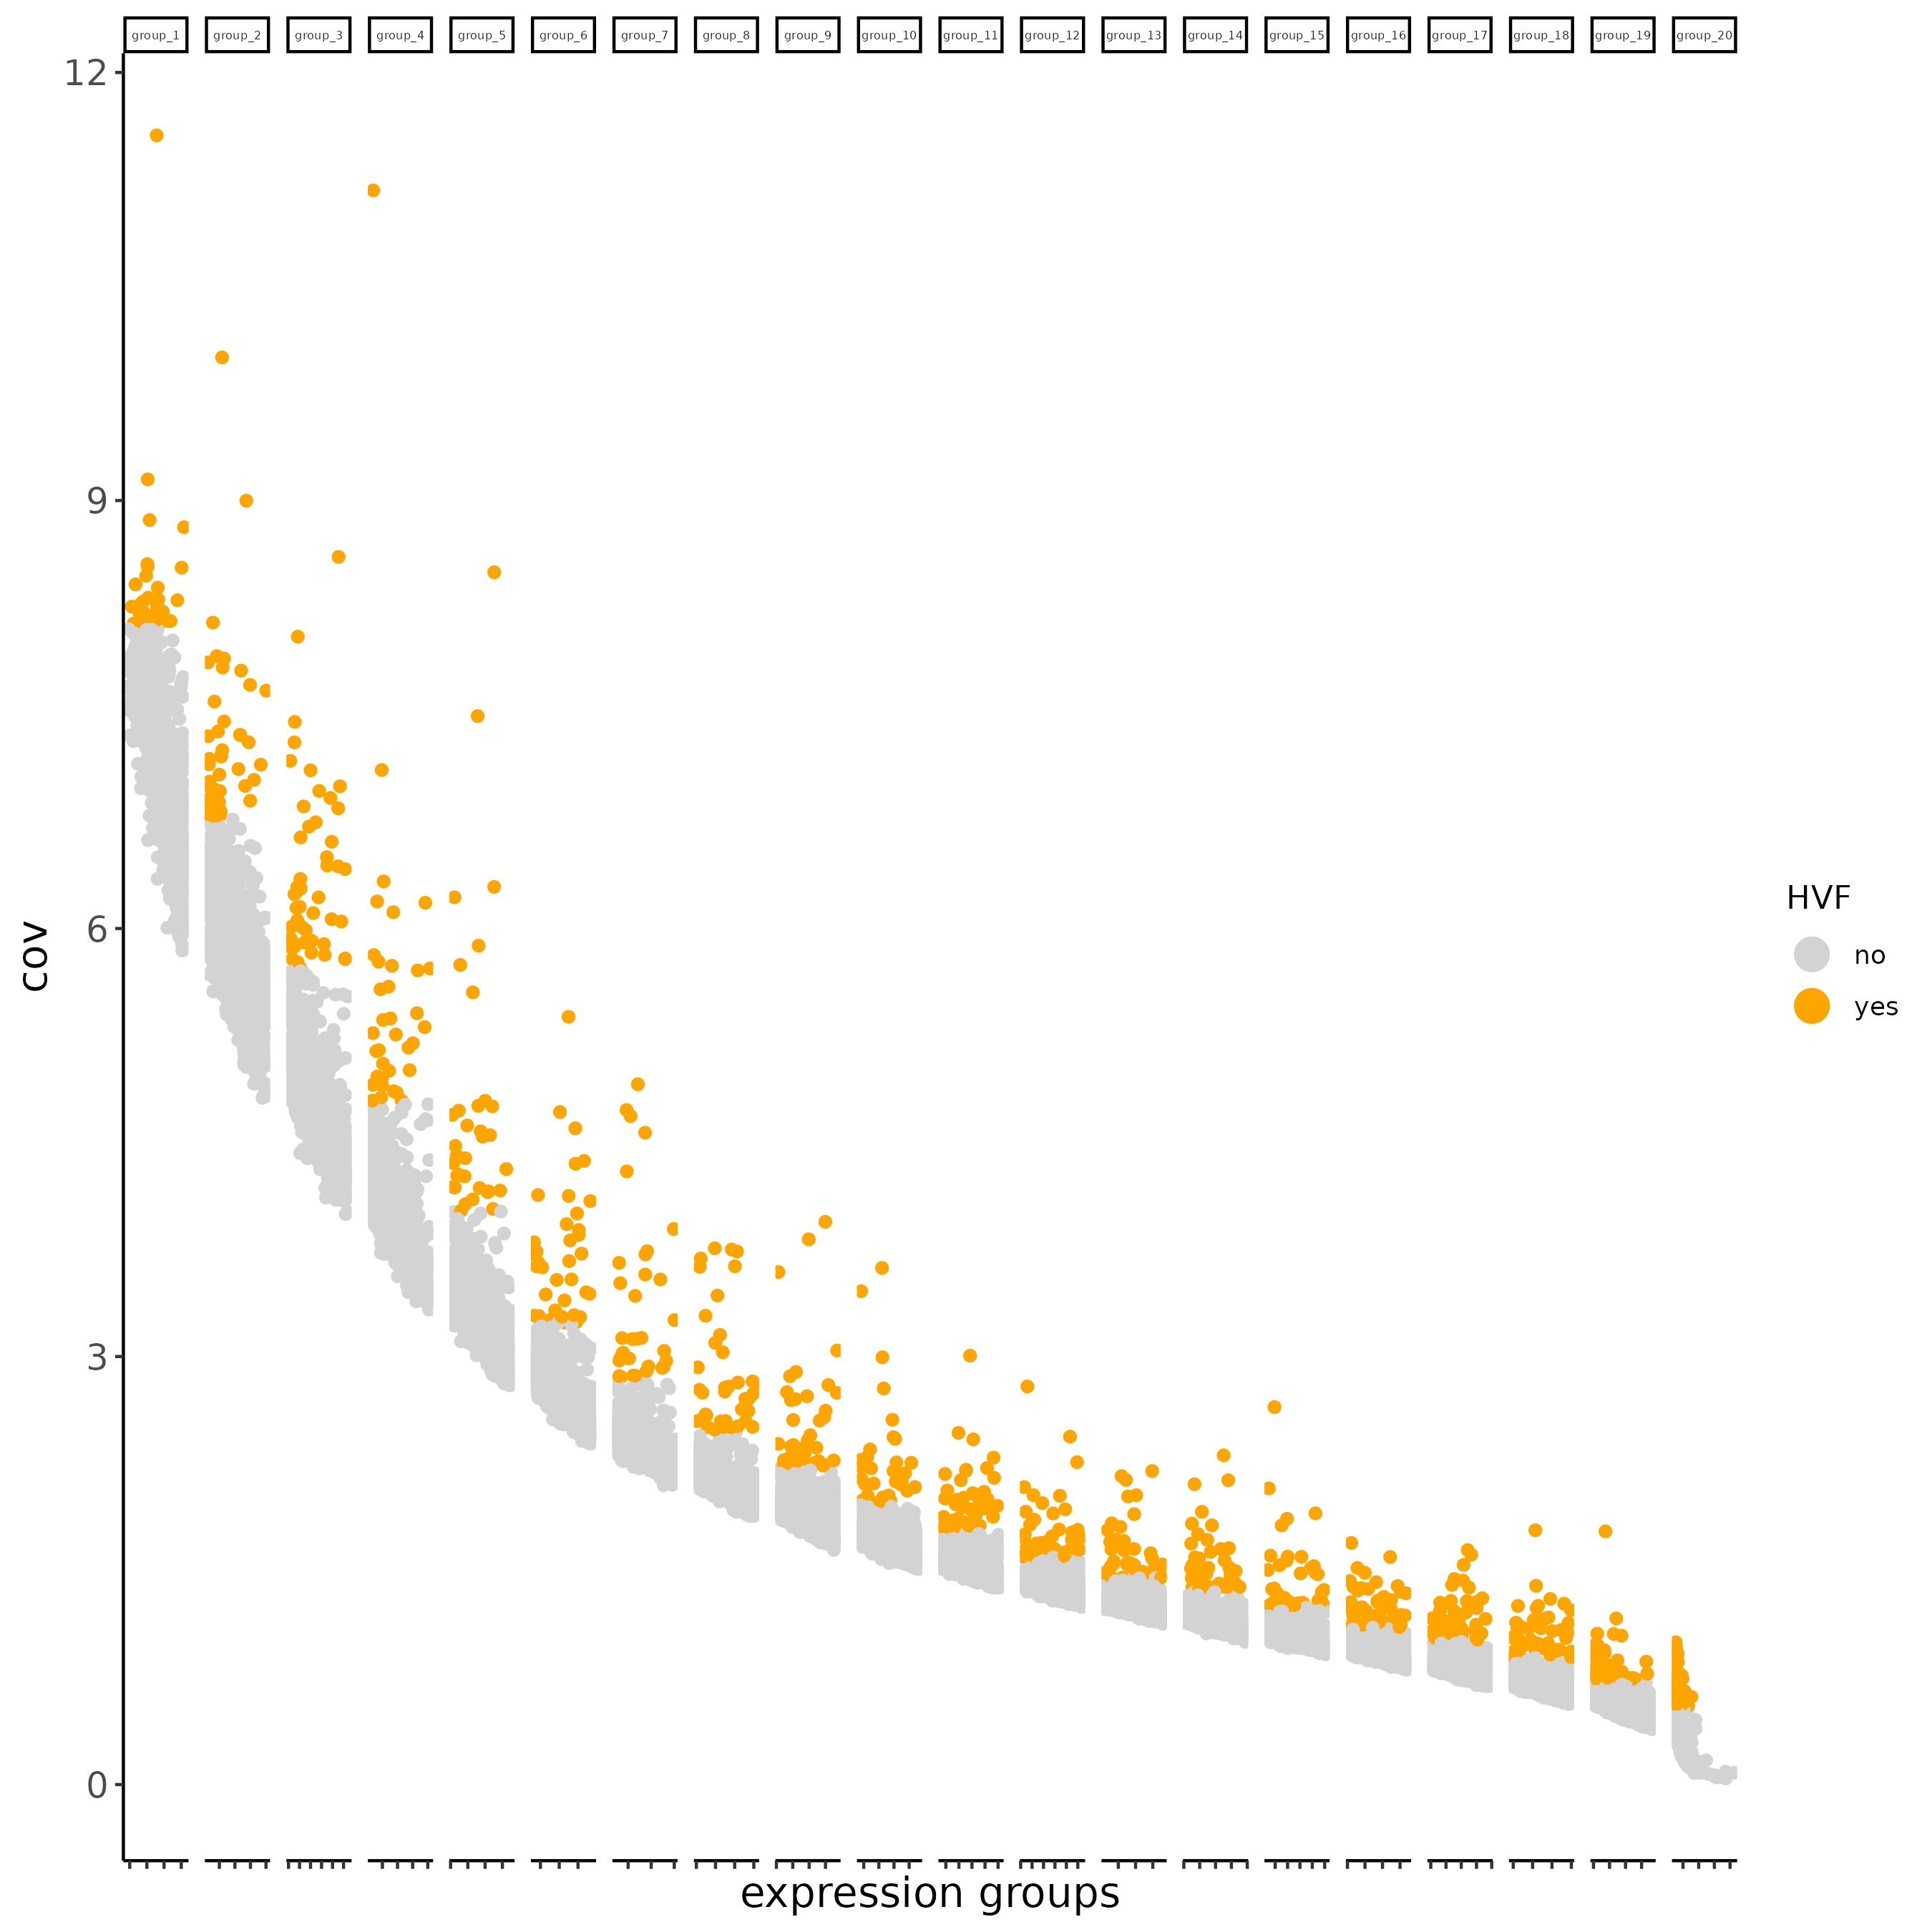 group_1 group_2 group_3 group_4 group_5 group_6 group_7 group_8 group_9 group_10 group_11 group_12 group_13 group_14 group_15 group_16 group_17 group_18 group_19 group_20
12
9
6
3
0
cov
HVF
no
yes
expression groups